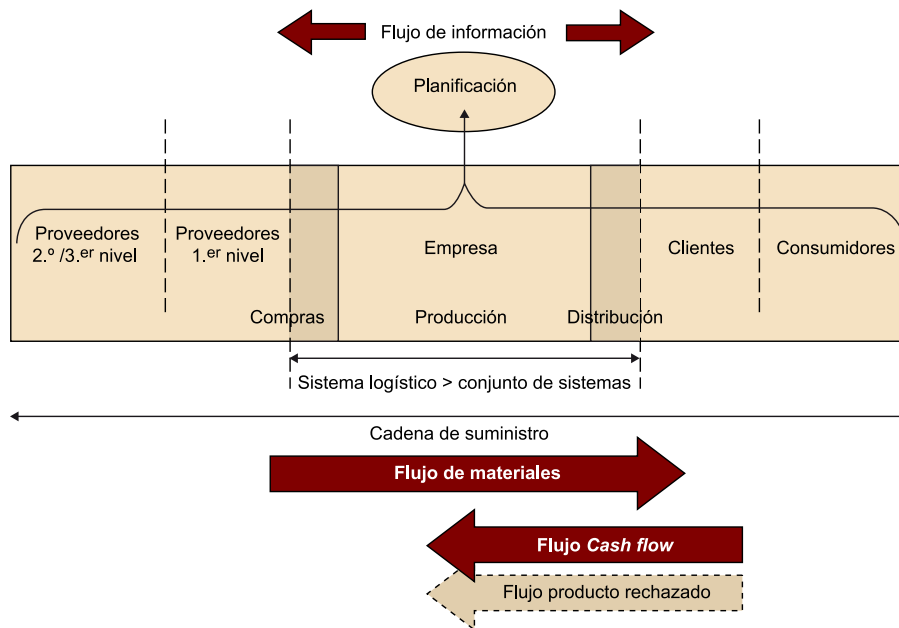 Flujo de información
Planificación
Proveedores
2.º /3.er nivel
Proveedores
1.er nivel
Empresa
Clientes
Consumidores
Compras
Producción
Distribución
Sistema logístico > conjunto de sistemas
Cadena de suministro
Flujo de materiales
Flujo Cash flow
Flujo producto rechazado